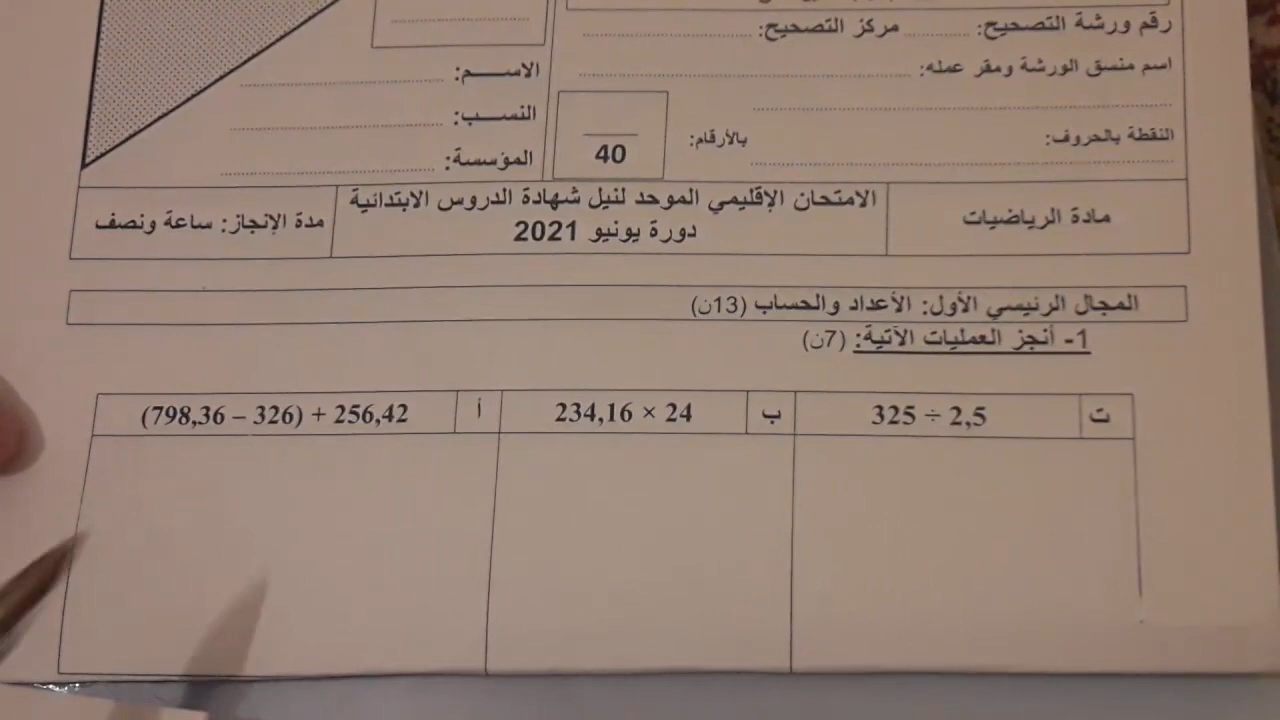 رقم ورشة التصحيح: ............ مركز التصحيح: ..............................
اسم منسق الورشة ومقر عمله: ............................................................
............................................................
النقطة بالحروف: ............................................................
بالأرقام:
40
الاســـم: ..............................
النســب: ..............................
المؤسسة: ..............................
مادة الرياضيات
الامتحان الإقليمي الموحد لنيل شهادة الدروس الابتدائية
دورة يونيو 2021
مدة الإنجاز: ساعة ونصف
المجال الرئيسي الأول: الأعداد والحساب (13ن)
1- أنجز العمليات الآتية: (7ن)
أ (798,36 – 326) + 256,42
ب 234,16 × 24
ت 325 ÷ 2,5